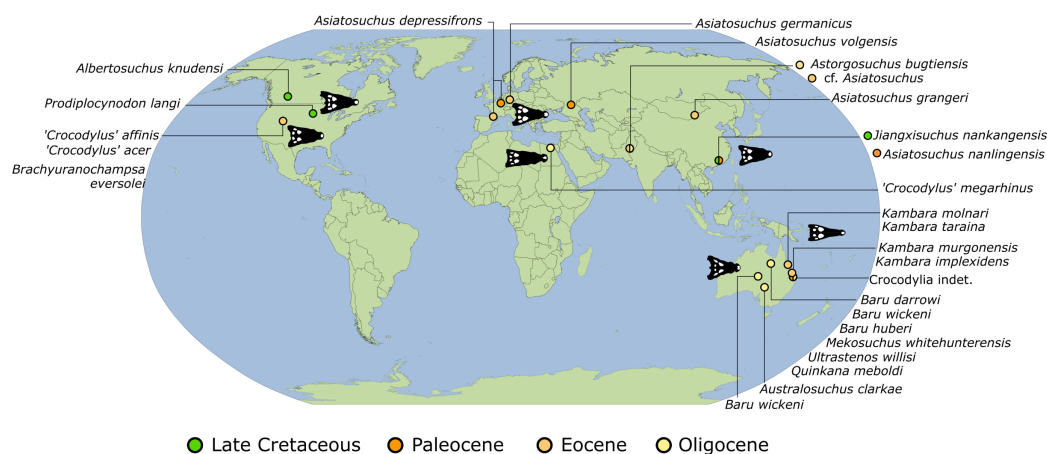 Asiatosuchus depressifrons
Asiatosuchus germanicus
Asiatosuchus volgensis
Albertosuchus knudensi
Astorgosuchus bugtiensis
cf. Asiatosuchus
Prodiplocynodon langi
Asiatosuchus grangeri
'Crocodylus' affinis
'Crocodylus' acer
Brachyuranochampsa
eversolei
Jiangxisuchus nankangensis
Asiatosuchus nanlingensis
'Crocodylus' megarhinus
Kambara molnari
Kambara taraina
Kambara murgonensis
Kambara implexidens
Crocodylia indet.
Baru darrowi
Baru wickeni
Baru huberi
Mekosuchus whitehunterensis
Ultrastenos willisi
Quinkana meboldi
Australosuchus clarkae
Baru wickeni
Late Cretaceous
Paleocene
Eocene
Oligocene